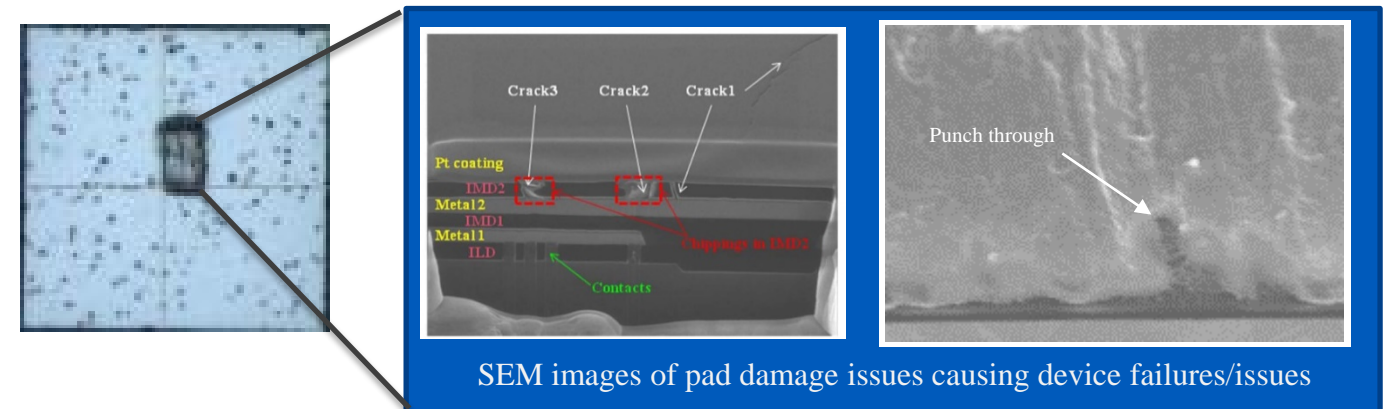 Crack3 Crack2 Crack1
Punch through
Pt coating
IMD2
Metal2
IMD1
Metal1
ILD
Chippings in IMD2
Contacts
SEM images of pad damage issues causing device failures/issues